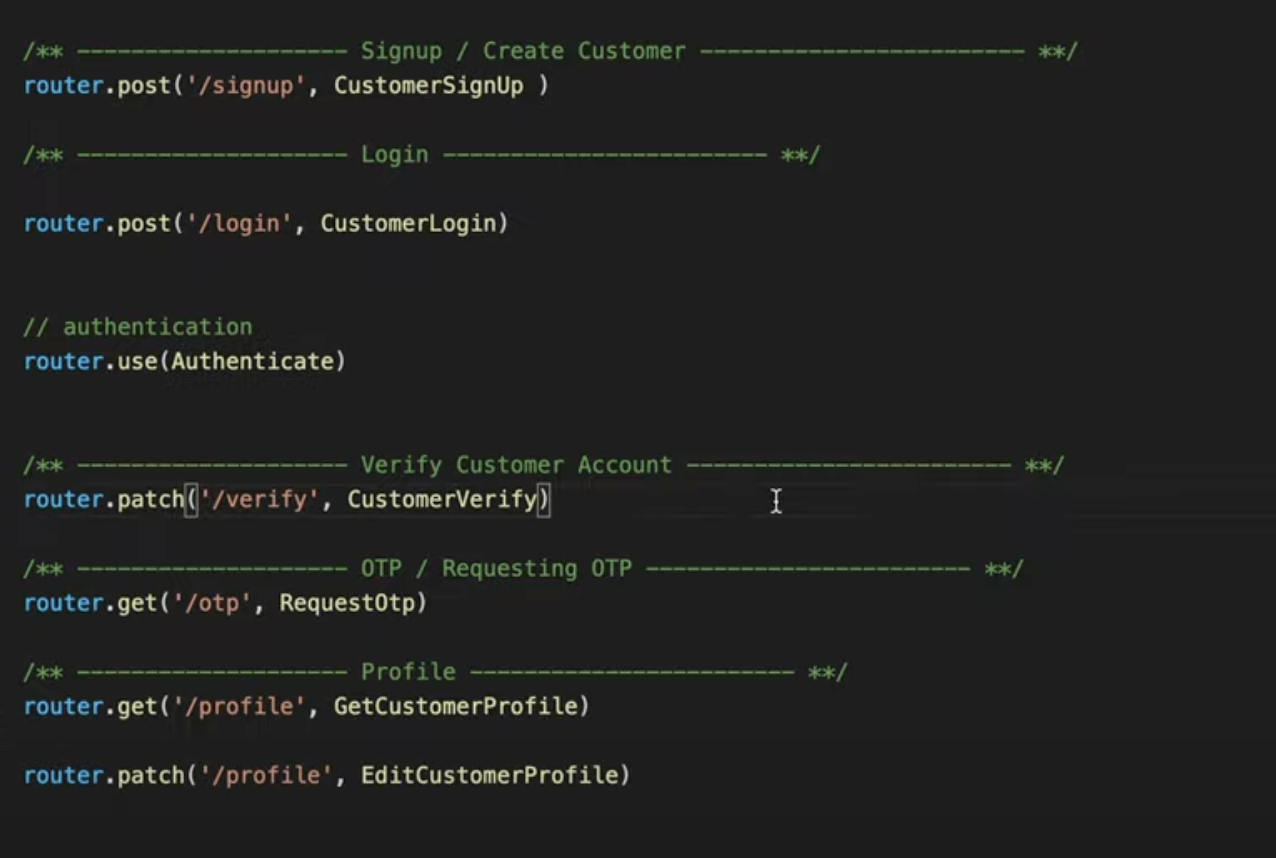 /** -------------------- Signup / Create Customer ------------------------ **/
router.post('/signup', CustomerSignUp )
/** -------------------- Login ------------------------ **/
router.post('/login', CustomerLogin)
// authentication
router.use(Authenticate)
/** -------------------- Verify Customer Account ------------------------ **/
router.patch('/verify', CustomerVerify)
/** -------------------- OTP / Requesting OTP ------------------------ **/
router.get('/otp', RequestOtp)
/** -------------------- Profile ------------------------ **/
router.get('/profile', GetCustomerProfile)
router.patch('/profile', EditCustomerProfile)